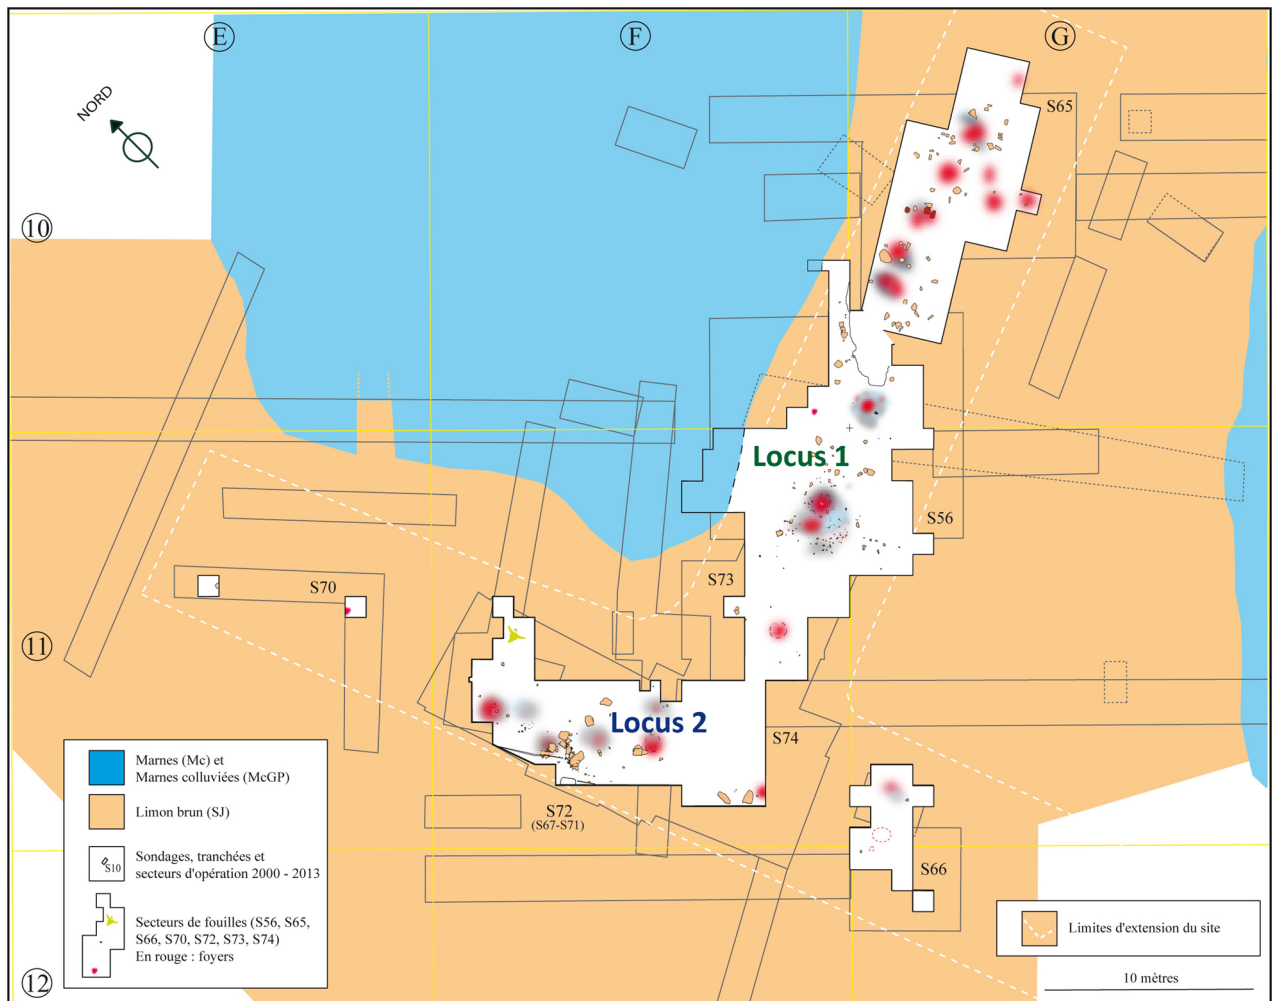 E
F
G
NORD
S65
10
Locus 1
S56
S73
S70
11
Locus 2
S74
Marnes (Mc) et
Marnes colluviées (McGP)
Limon brun (SJ)
S72
(S67-S71)
S10
Sondages, tranchées et
secteurs d'opération 2000 - 2013
S66
Secteurs de fouilles (S56, S65,
S66, S70, S72, S73, S74)
En rouge : foyers
Limites d'extension du site
12
10 mètres